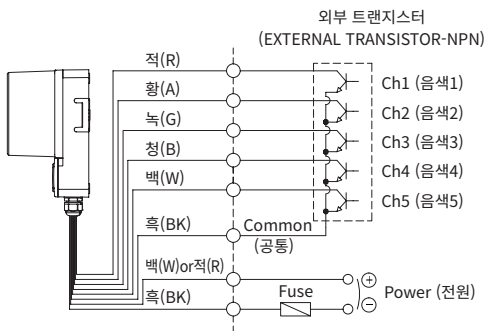 외부 트랜지스터
(EXTERNAL TRANSISTOR-NPN)
적(R)
Ch1 (음색1)
황(A)
Ch2 (음색2)
녹(G)
Ch3 (음색3)
청(B)
Ch4 (음색4)
백(W)
Ch5 (음색5)
흑(BK)
Common
(공통)
백(W)or적(R)
흑(BK)
Fuse
Power (전원)